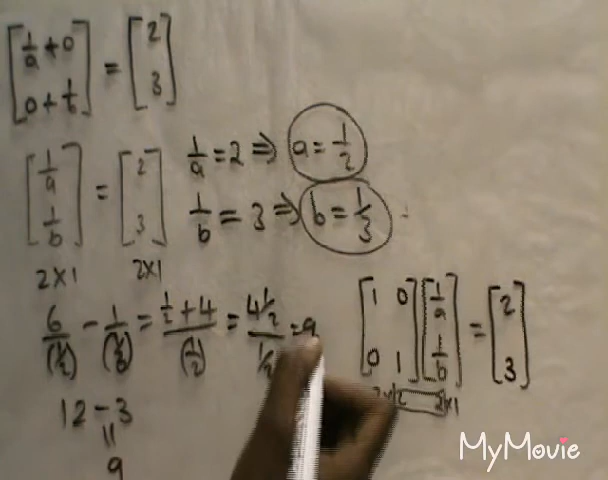 [1/a + 0; 0 + 1/b] = [2; 3]
[1/a; 1/b] = [2; 3]
2x1 2x1
1/a = 2 ⇒ a = 1/2
1/b = 3 ⇒ b = 1/3
6/(1/2) - 1/(1/3) = (1/2 + 4)/(1/2) = 4 1/2/1/2 = 9
12 - 3
=
9
[1 0; 0 1][1/a; 1/b] = [2; 3]
2x2 2x1
MyMovie